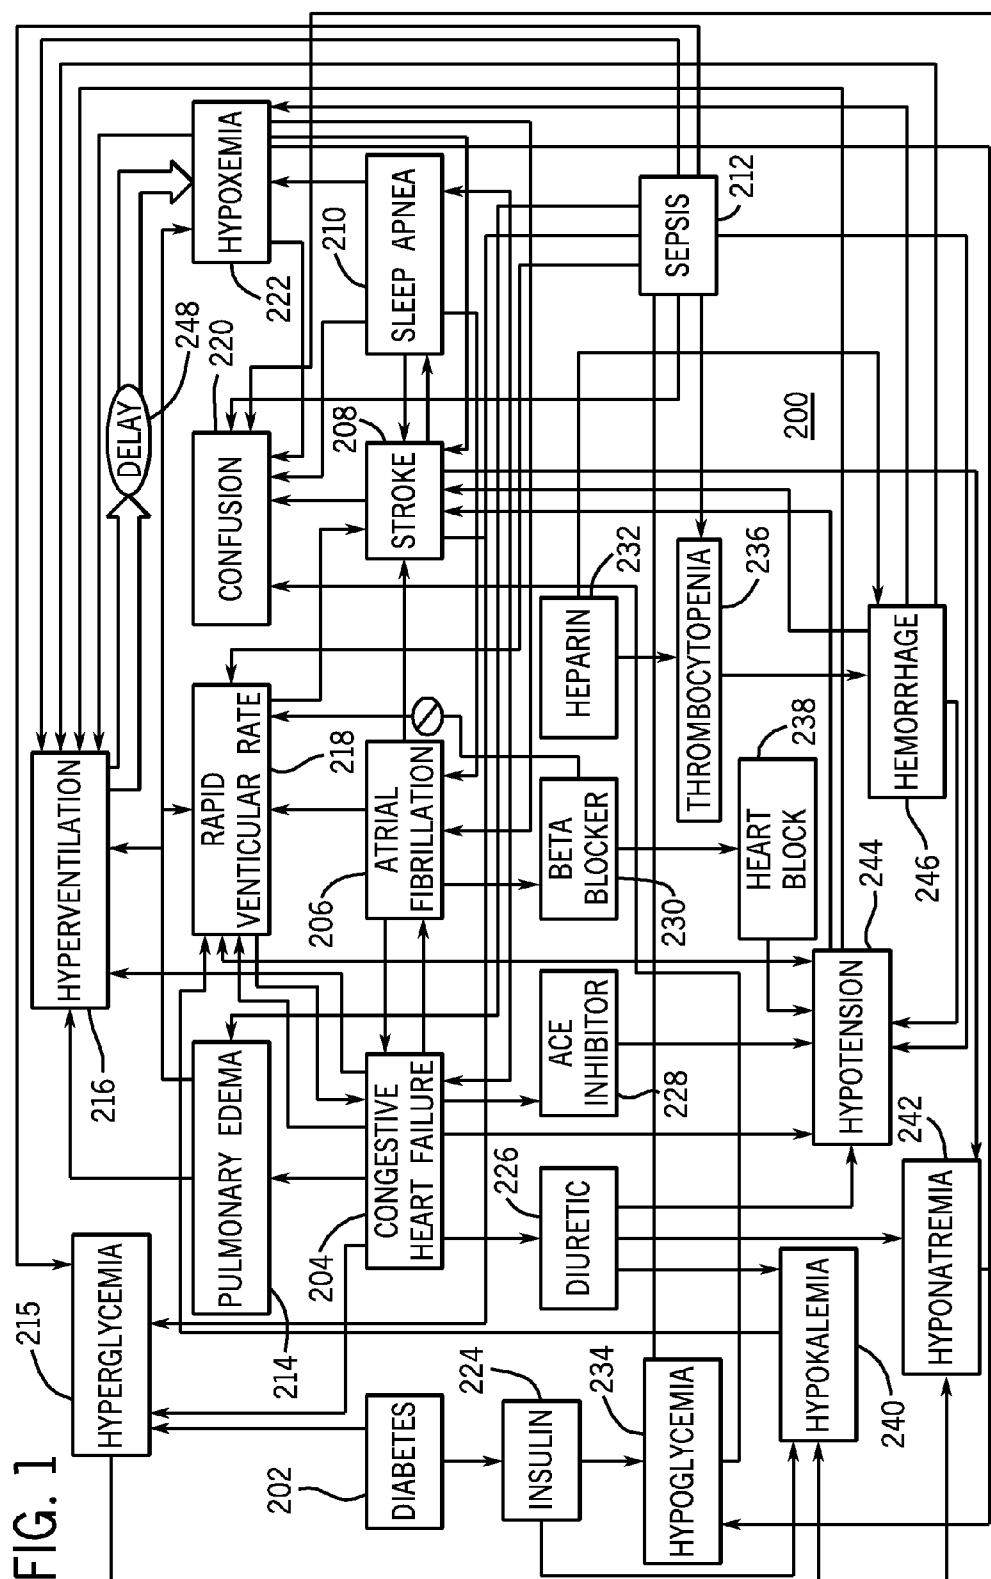 FIG. 1
HYPERGLYCEMIA
215
HYPERVENTILATION
216
DELAY
248
PULMONARY EDEMA
214
RAPID
VENTICULAR RATE
218
CONFUSION
220
HYPOXEMIA
222
DIABETES
202
CONGESTIVE
HEART FAILURE
204
ATRIAL
FIBRILLATION
206
STROKE
208
SLEEP APNEA
210
INSULIN
224
DIURETIC
226
ACE
INHIBITOR
228
BETA
BLOCKER
230
HEPARIN
232
SEPSIS
212
HYPOGLYCEMIA
234
THROMBOCYTOPENIA
236
HEART
BLOCK
238
200
HYPOKALEMIA
240
HYPOTENSION
244
HEMORRHAGE
246
HYPONATREMIA
242